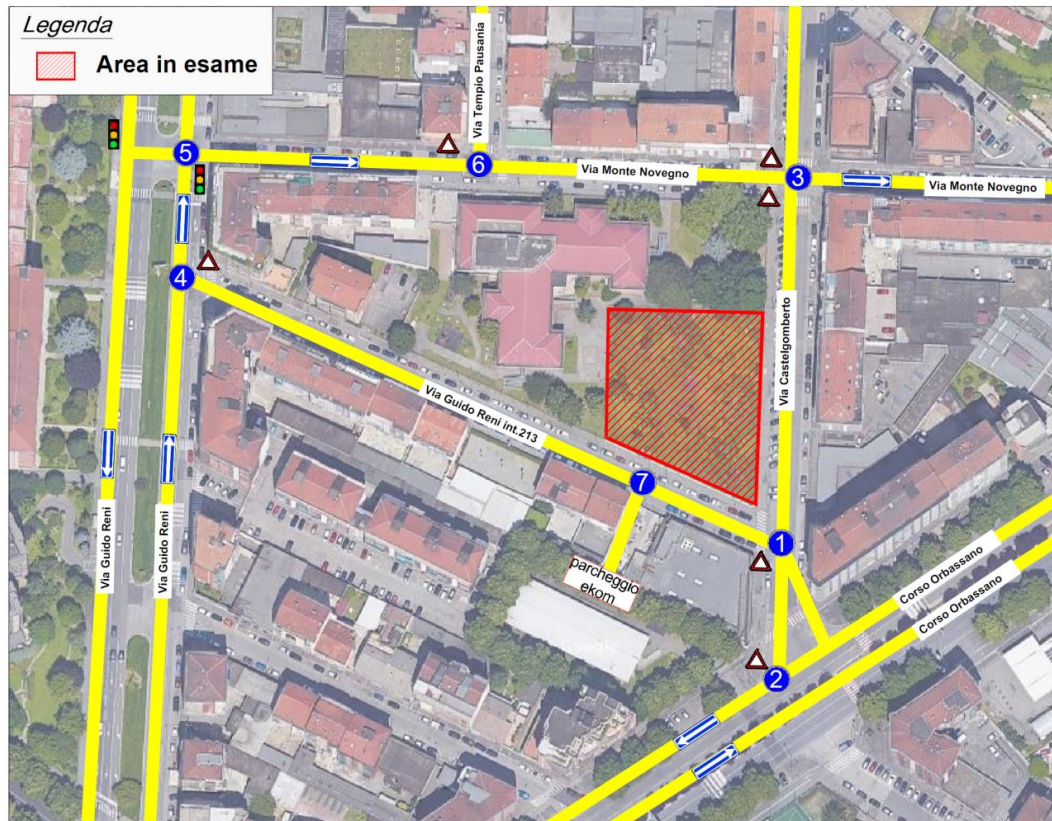 Legenda
Area in esame
Via Tempio Pausania
5
6
Via Monte Novegno
3
Via Monte Novegno
4
Via Castelgomberto
Via Guido Reni int.213
7
Via Guido Reni
Via Guido Reni
1
parcheggio
ekom
Corso Orbassano
Corso Orbassano
Google
2